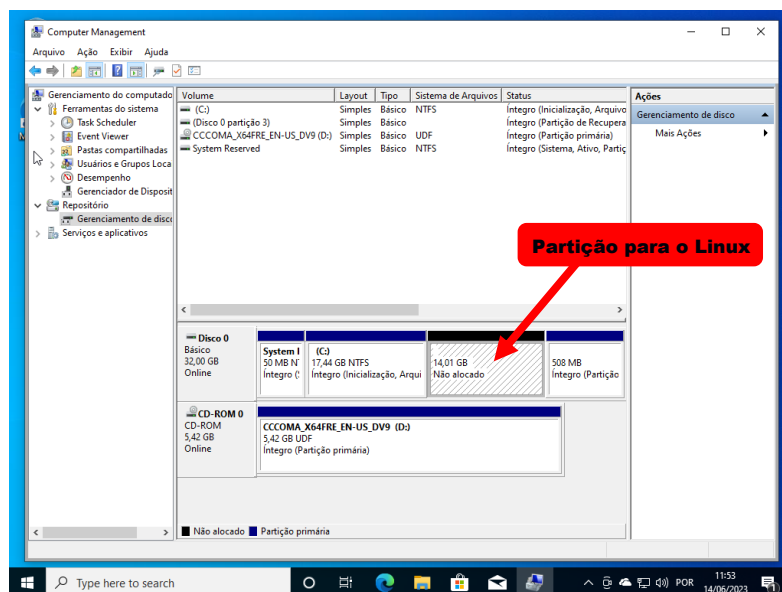 Computer Management
Arquivo Ação Exibir Ajuda
Gerenciamento do computado
Ferramentas do sistema
Task Scheduler
Event Viewer
Pastas compartilhadas
Usuários e Grupos Loca
Desempenho
Gerenciador de Disposit
Repositório
Gerenciamento de disco
Serviços e aplicativos
Volume Layout Tipo Sistema de Arquivos Status
(C:) Simples Básico NTFS Íntegro (Inicialização, Arquivo
(Disco 0 partição 3) Simples Básico Íntegro (Partição de Recupera
CCCOMA_X64FRE_EN-US_DV9 (D:) Simples Básico UDF Íntegro (Partição primária)
System Reserved Simples Básico NTFS Íntegro (Sistema, Ativo, Partiç
Ações
Gerenciamento de disco
Mais Ações
Partição para o Linux
Disco 0
Básico
32,00 GB
Online
System I
50 MB N
Íntegro (
(C:)
17,44 GB NTFS
Íntegro (Inicialização, Arqui
14,01 GB
Não alocado
508 MB
Íntegro (Partição
CD-ROM 0
CD-ROM
5,42 GB
Online
CCCOMA_X64FRE_EN-US_DV9 (D:)
5,42 GB UDF
Íntegro (Partição primária)
Não alocado Partição primária
Type here to search
POR
11:53
14/06/2023